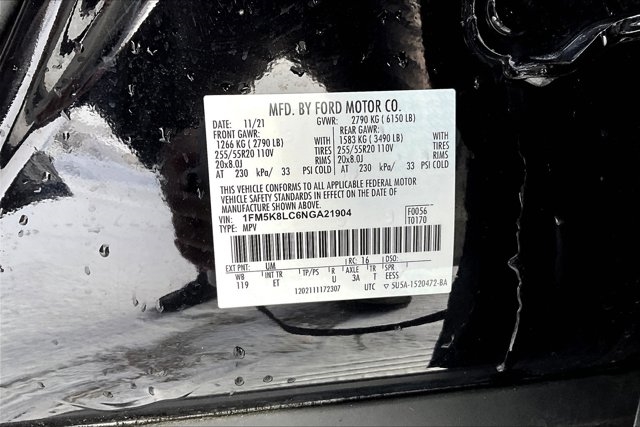 MFD. BY FORD MOTOR CO.
DATE: 11/21 GVWR: 2790 KG ( 6150 LB)
FRONT GAWR: REAR GAWR:
1266 KG ( 2790 LB) WITH 1583 KG ( 3490 LB) WITH
255/55R20 110V TIRES 255/55R20 110V TIRES
20x8.0J RIMS 20x8.0J RIMS
AT 230 kPa/ 33 PSI COLD AT 230 kPa/ 33 PSI COLD
THIS VEHICLE CONFORMS TO ALL APPLICABLE FEDERAL MOTOR
VEHICLE SAFETY STANDARDS IN EFFECT ON THE DATE OF
MANUFACTURE SHOWN ABOVE.
VIN: 1FM5K8LC6NGA21904 F0056
TYPE: MPV T0170
EXT PNT: UM RC: 16 DSO:
WB INT TR TP/PS R AXLE TR SPR
119 ET U 3A T EESS
1202111172307 UTC ▽ 5U5A-1520472-BA